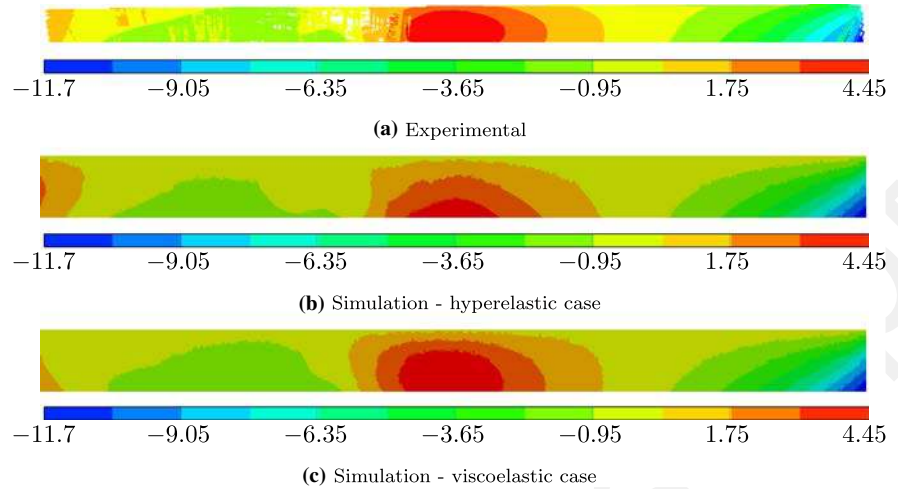 −11.7 −9.05 −6.35 −3.65 −0.95 1.75 4.45
(a) Experimental
−11.7 −9.05 −6.35 −3.65 −0.95 1.75 4.45
(b) Simulation - hyperelastic case
−11.7 −9.05 −6.35 −3.65 −0.95 1.75 4.45
(c) Simulation - viscoelastic case